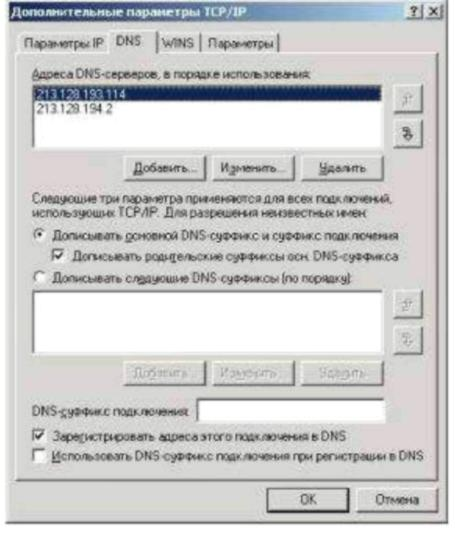 Дополнительные параметры TCP/IP
Параметры IP DNS WINS Параметры
Адреса DNS-серверов, в порядке использования:
213.128.193.114
213.128.194.2
Добавить... Изменить... Удалить
Следующие три параметра применяются для всех подключений,
использующих TCP/IP. Для разрешения неизвестных имен:
Дописывать основной DNS-суффикс и суффикс подключения
Дописывать родительские суффиксы осн. DNS-суффикса
Дописывать следующие DNS-суффиксы (по порядку):
Добавить... Изменить... Удалить
DNS-суффикс подключения:
Зарегистрировать адреса этого подключения в DNS
Использовать DNS-суффикс подключения при регистрации в DNS
OK Отмена